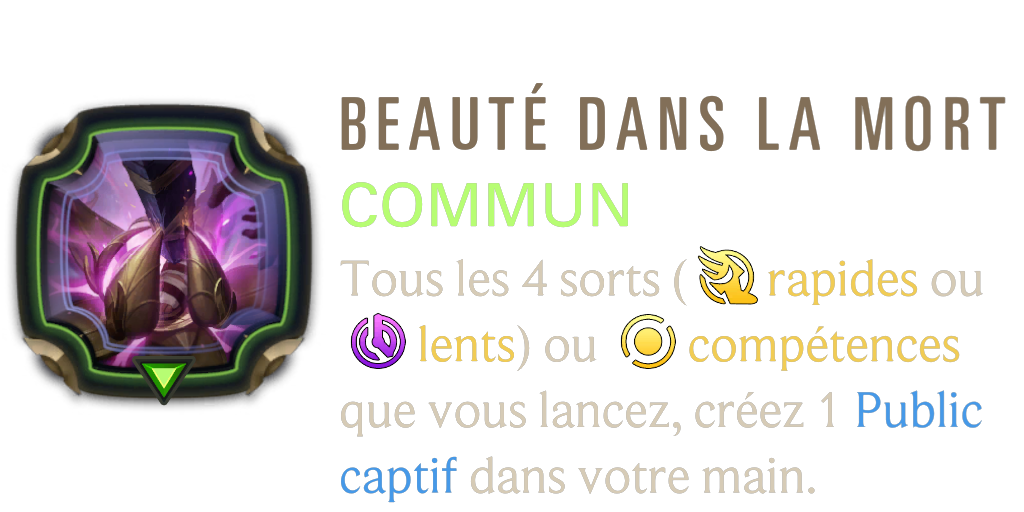 BEAUTÉ DANS LA MORT
COMMUN
Tous les 4 sorts ( rapides ou
lents) ou compétences
que vous lancez, créez 1 Public
captif dans votre main.